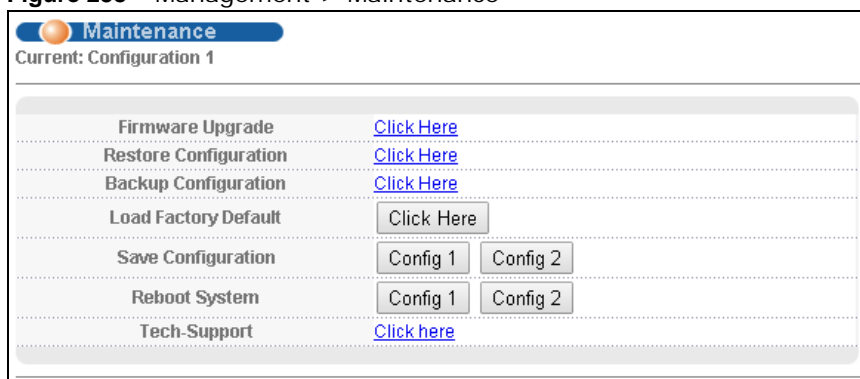 Maintenance
Current: Configuration 1
Firmware Upgrade Click Here
Restore Configuration Click Here
Backup Configuration Click Here
Load Factory Default Click Here
Save Configuration Config 1 Config 2
Reboot System Config 1 Config 2
Tech-Support Click here